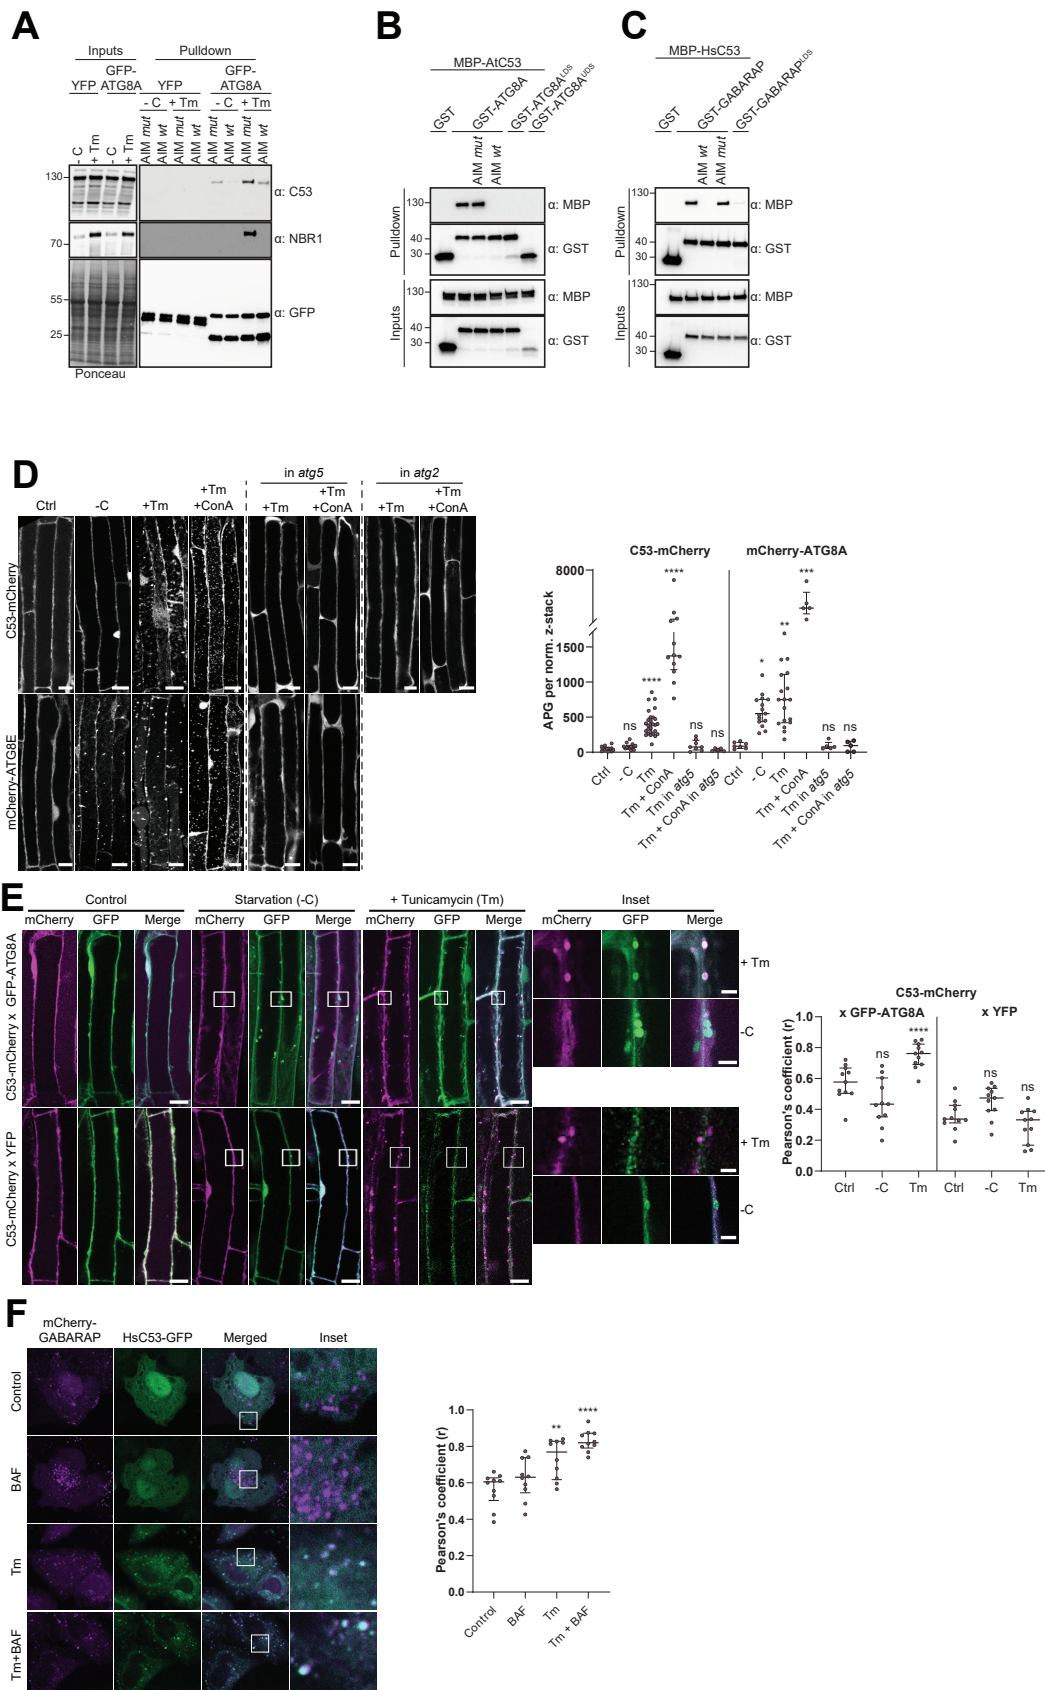 A
Inputs
Pulldown
YFP
GFP-
ATG8A
YFP
GFP-
ATG8A
- C
+ Tm
- C
+ Tm
- C
+ Tm
- C
+ Tm
AIM mut
AIM wt
AIM mut
AIM wt
AIM mut
AIM wt
AIM mut
AIM wt
130
α: C53
70
α: NBR1
55
25
α: GFP
Ponceau
B
MBP-AtC53
GST
GST-ATG8A
GST-ATG8A^LDS
GST-ATG8A^UDS
AIM mut
AIM wt
Pulldown
130
α: MBP
40
30
α: GST
Inputs
130
α: MBP
40
30
α: GST
C
MBP-HsC53
GST
GST-GABARAP
GST-GABARAP^LDS
AIM wt
AIM mut
Pulldown
130
α: MBP
40
30
α: GST
Inputs
130
α: MBP
40
30
α: GST
D
in atg5
in atg2
Ctrl
-C
+Tm
+Tm
+ConA
+Tm
+Tm
+ConA
+Tm
+Tm
+ConA
C53-mCherry
mCherry-ATG8E
C53-mCherry
mCherry-ATG8A
APG per norm. z-stack
8000
1500
1000
500
0
ns
****
****
ns
ns
*
**
***
ns
ns
Ctrl
-C
Tm
Tm + ConA
Tm in atg5
Tm + ConA in atg5
Ctrl
-C
Tm
Tm + ConA
Tm in atg5
Tm + ConA in atg5
E
Control
Starvation (-C)
+ Tunicamycin (Tm)
Inset
mCherry
GFP
Merge
mCherry
GFP
Merge
mCherry
GFP
Merge
mCherry
GFP
Merge
C53-mCherry x GFP-ATG8A
+ Tm
-C
C53-mCherry x YFP
+ Tm
-C
C53-mCherry
x GFP-ATG8A
x YFP
Pearson's coefficient (r)
1.0
0.8
0.6
0.4
0.2
0.0
ns
****
ns
ns
Ctrl
-C
Tm
Ctrl
-C
Tm
F
mCherry-
GABARAP
HsC53-GFP
Merged
Inset
Control
BAF
Tm
Tm+BAF
Pearson's coefficient (r)
1.0
0.8
0.6
0.4
0.2
0.0
**
****
Control
BAF
Tm
Tm + BAF